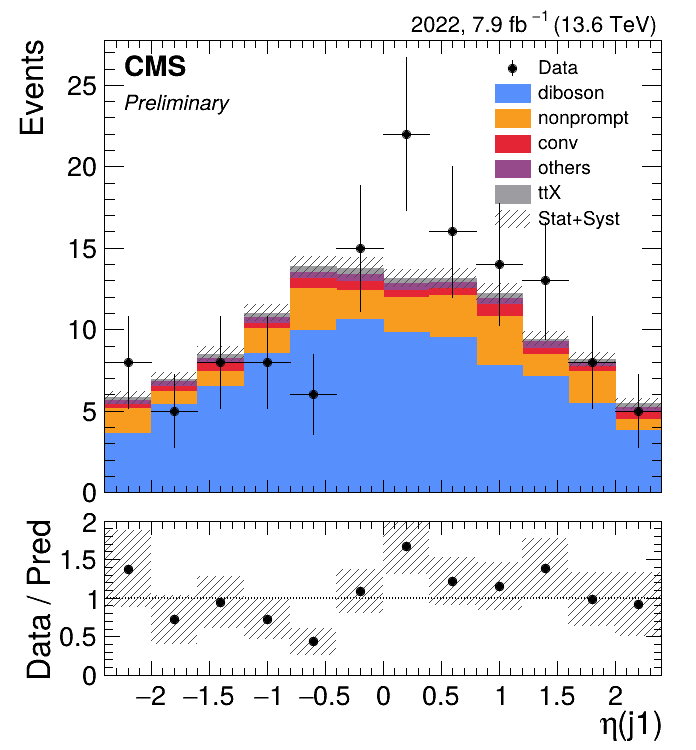 2022, 7.9 fb⁻¹ (13.6 TeV)
Events
CMS
Preliminary
Data
diboson
nonprompt
conv
others
ttX
Stat+Syst
25
20
15
10
5
0
Data / Pred
2
1.5
1
0.5
0
−2 −1.5 −1 −0.5 0 0.5 1 1.5 2
η(j1)